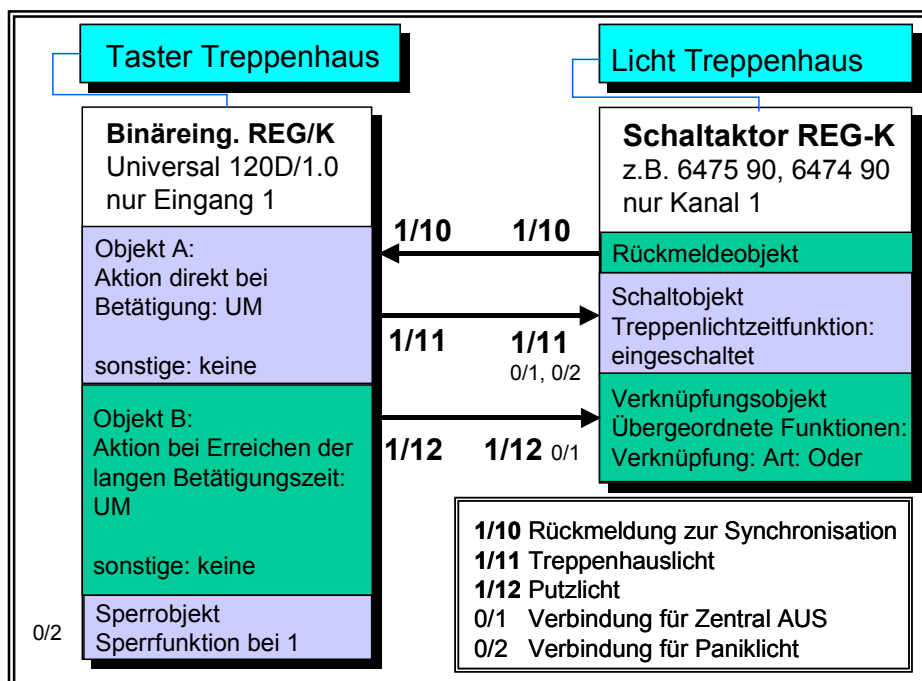 Taster Treppenhaus
Licht Treppenhaus
Binäreing. REG/K
Universal 120D/1.0
nur Eingang 1
Schaltaktor REG-K
z.B. 6475 90, 6474 90
nur Kanal 1
1/10
1/10
Objekt A:
Aktion direkt bei
Betätigung: UM
sonstige: keine
Rückmeldeobjekt
Schaltobjekt
Treppenlichtzeitfunktion:
eingeschaltet
1/11
1/11
0/1, 0/2
Objekt B:
Aktion bei Erreichen der
langen Betätigungszeit:
UM
sonstige: keine
Verknüpfungsobjekt
Übergeordnete Funktionen:
Verknüpfung: Art: Oder
1/12
1/12 0/1
Sperrobjekt
Sperrfunktion bei 1
0/2
1/10 Rückmeldung zur Synchronisation
1/11 Treppenhauslicht
1/12 Putzlicht
0/1 Verbindung für Zentral AUS
0/2 Verbindung für Paniklicht